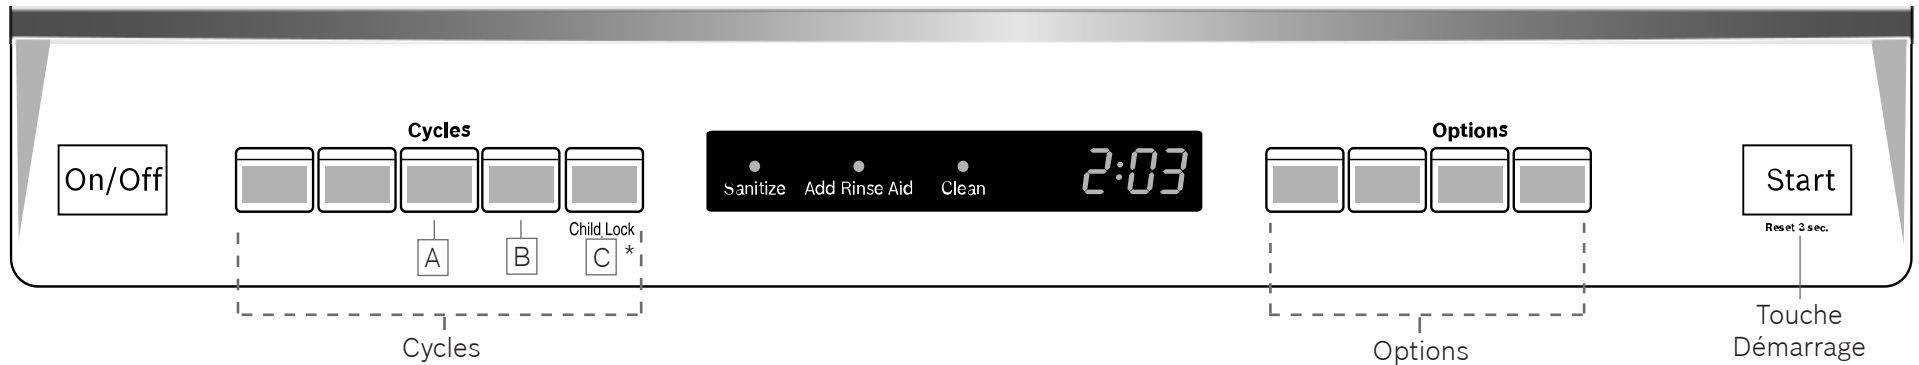 Cycles
Options
On/Off
Sanitize
Add Rinse Aid
Clean
2:03
Start
Child Lock
Reset 3 sec.
A
B
C *
Cycles
Options
Touche
Démarrage